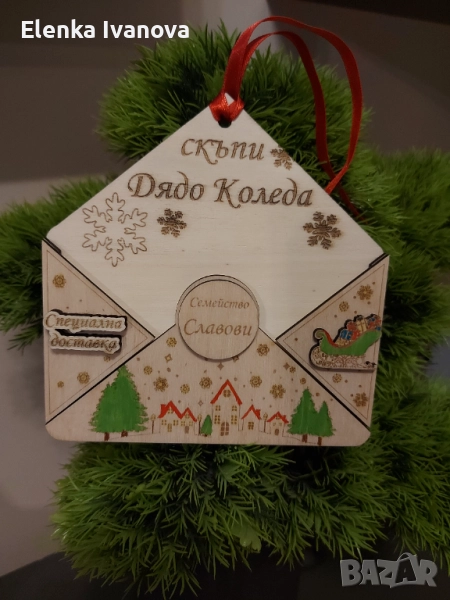 Elenka Ivanova
СКЪПИ
Дядо Коледа
Семейство
Славови
Специална
доставка
BAZAR